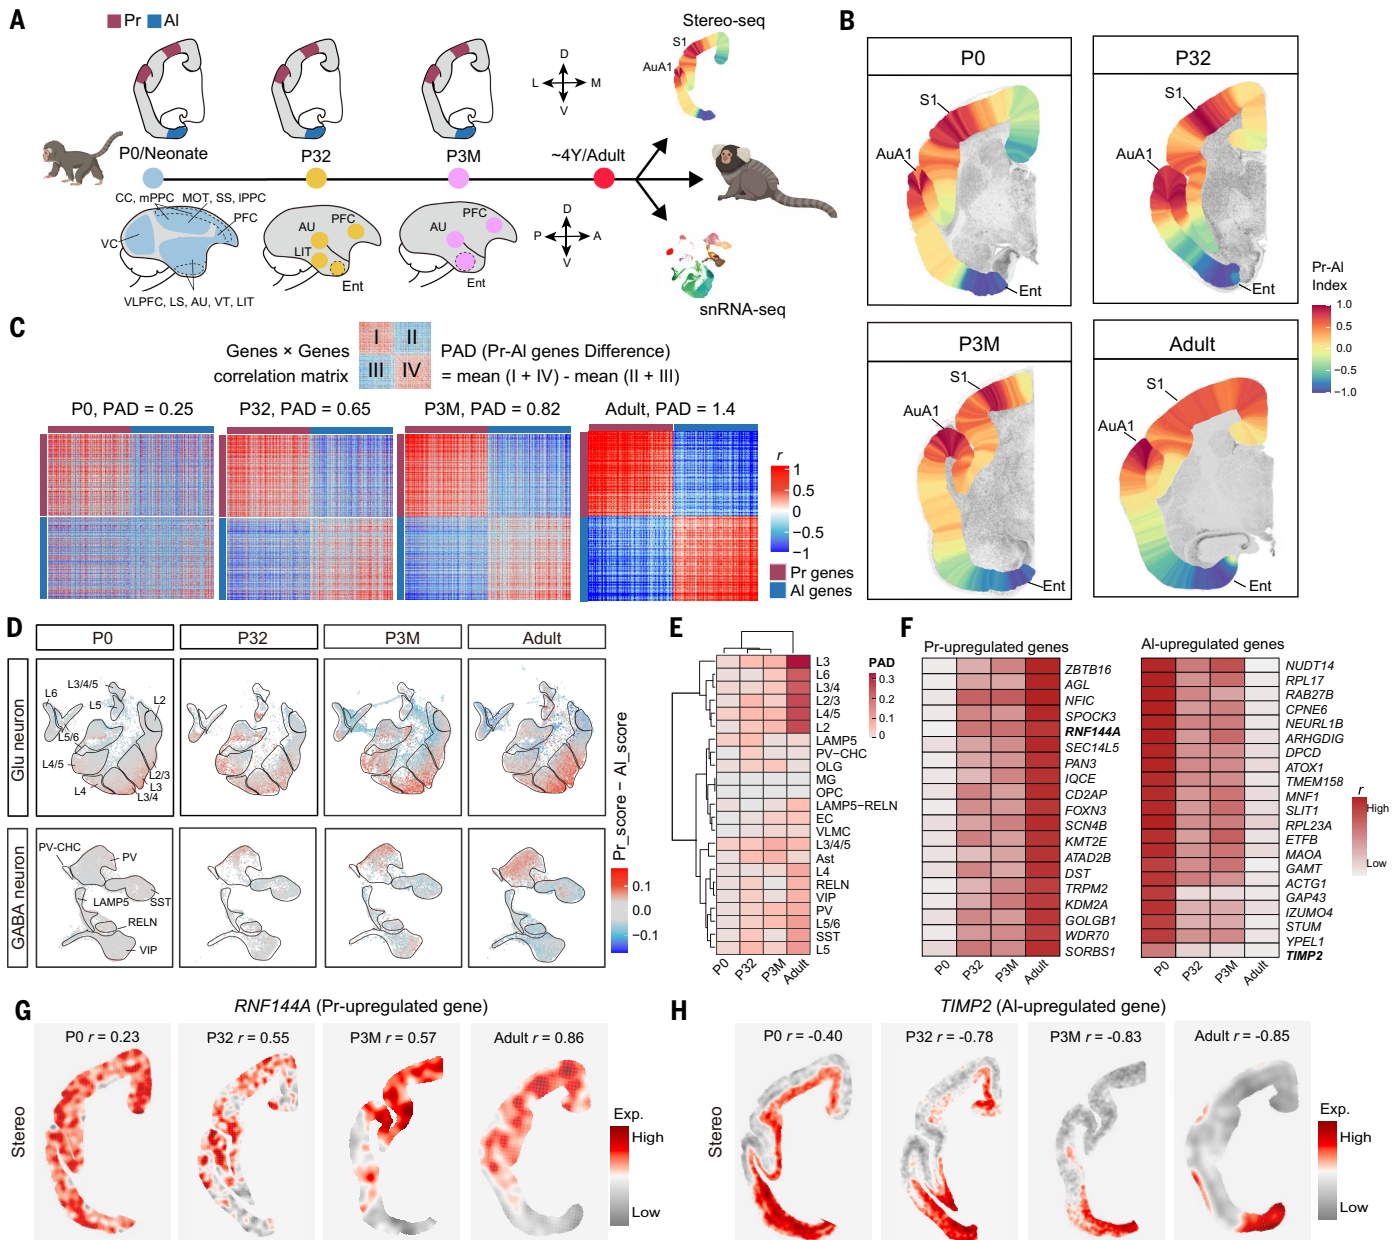 A
Pr Al
D
L M
V
Stereo-seq
S1
AuA1
P0/Neonate
P32
P3M
~4Y/Adult
CC, mPPC MOT, SS, IPPC
PFC
VC
VLPFC, LS, AU, VT, LIT
PFC
AU
LIT
Ent
PFC
AU
Ent
D
P A
V
snRNA-seq
B
P0
S1
AuA1
Ent
P32
S1
AuA1
Ent
P3M
S1
AuA1
Ent
Adult
AuA1
Ent
Pr-Al
Index
1.0
0.5
0.0
−0.5
−1.0
C
Genes × Genes
correlation matrix
I II
III IV
PAD (Pr-Al genes Difference)
= mean (I + IV) - mean (II + III)
P0, PAD = 0.25
P32, PAD = 0.65
P3M, PAD = 0.82
Adult, PAD = 1.4
r
1
0.5
0
−0.5
−1
Pr genes
Al genes
D
P0
P32
P3M
Adult
Glu neuron
L6
L3/4/5
L5
L2
L5/6
L4/5
L4
L2/3
L3
L3/4
GABA neuron
PV-CHC
PV
LAMP5
SST
RELN
VIP
Pr_score − Al_score
0.1
0.0
−0.1
E
L3
L6
L3/4
L2/3
L4/5
L2
LAMP5
PV−CHC
OLG
MG
OPC
LAMP5−RELN
EC
VLMC
L3/4/5
Ast
L4
RELN
VIP
PV
L5/6
SST
L5
P0
P32
P3M
Adult
PAD
0.3
0.2
0.1
0
F
Pr-upregulated genes
ZBTB16
AGL
NFIC
SPOCK3
RNF144A
SEC14L5
PAN3
IQCE
CD2AP
FOXN3
SCN4B
KMT2E
ATAD2B
DST
TRPM2
KDM2A
GOLGB1
WDR70
SORBS1
P0
P32
P3M
Adult
Al-upregulated genes
NUDT14
RPL17
RAB27B
CPNE6
NEURL1B
ARHGDIG
DPCD
ATOX1
TMEM158
MNF1
SLIT1
RPL23A
ETFB
MAOA
GAMT
ACTG1
GAP43
IZUMO4
STUM
YPEL1
TIMP2
P0
P32
P3M
Adult
r
High
Low
G
RNF144A (Pr-upregulated gene)
P0 r = 0.23
P32 r = 0.55
P3M r = 0.57
Adult r = 0.86
Stereo
Exp.
High
Low
H
TIMP2 (Al-upregulated gene)
P0 r = -0.40
P32 r = -0.78
P3M r = -0.83
Adult r = -0.85
Stereo
Exp.
High
Low